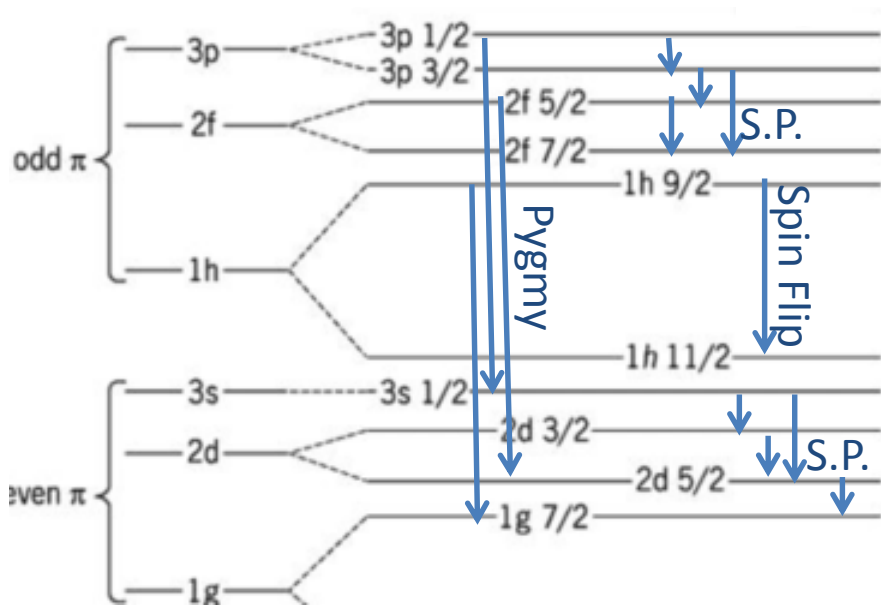 3p
3p 1/2
3p 3/2
2f
2f 5/2
S.P.
2f 7/2
odd π
1h 9/2
Pygmy
Spin Flip
1h
1h 11/2
3s
3s 1/2
2d 3/2
2d
S.P.
2d 5/2
even π
1g 7/2
1g